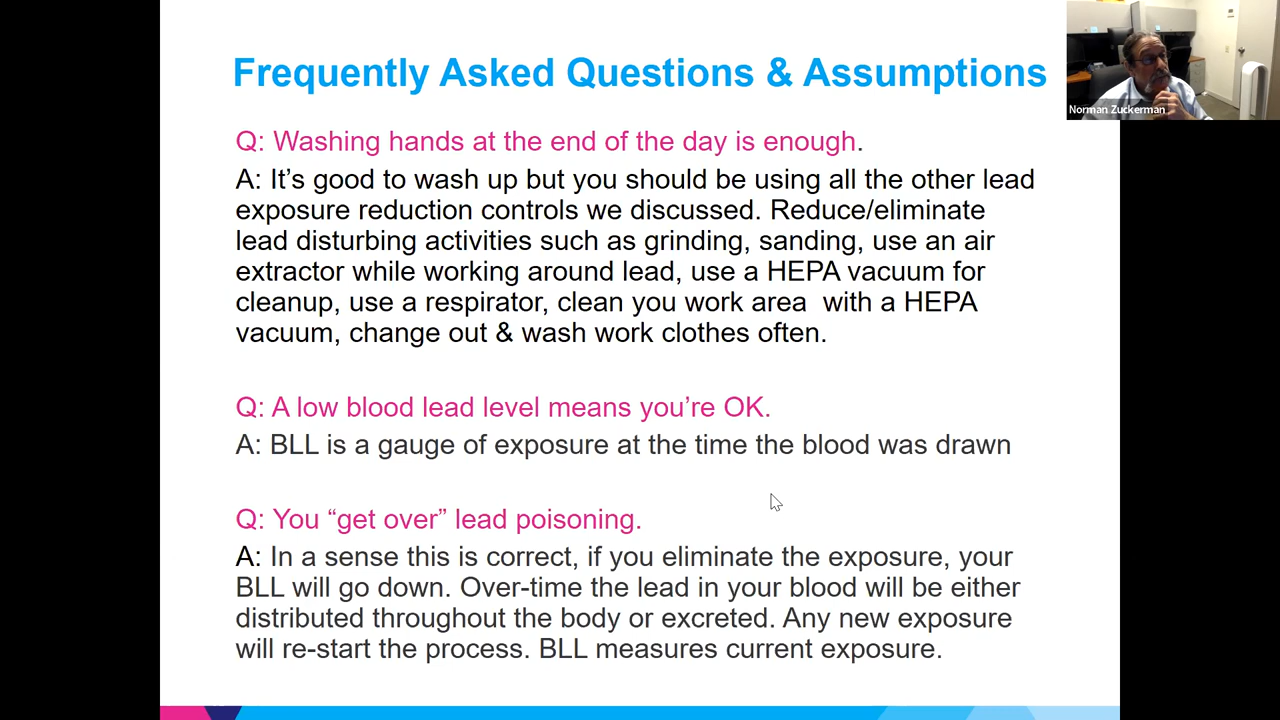 Frequently Asked Questions & Assumptions
Norman Zuckerman
Q: Washing hands at the end of the day is enough.
A: It’s good to wash up but you should be using all the other lead
exposure reduction controls we discussed. Reduce/eliminate
lead disturbing activities such as grinding, sanding, use an air
extractor while working around lead, use a HEPA vacuum for
cleanup, use a respirator, clean you work area  with a HEPA
vacuum, change out & wash work clothes often.
Q: A low blood lead level means you’re OK.
A: BLL is a gauge of exposure at the time the blood was drawn
Q: You “get over” lead poisoning.
A: In a sense this is correct, if you eliminate the exposure, your
BLL will go down. Over-time the lead in your blood will be either
distributed throughout the body or excreted. Any new exposure
will re-start the process. BLL measures current exposure.